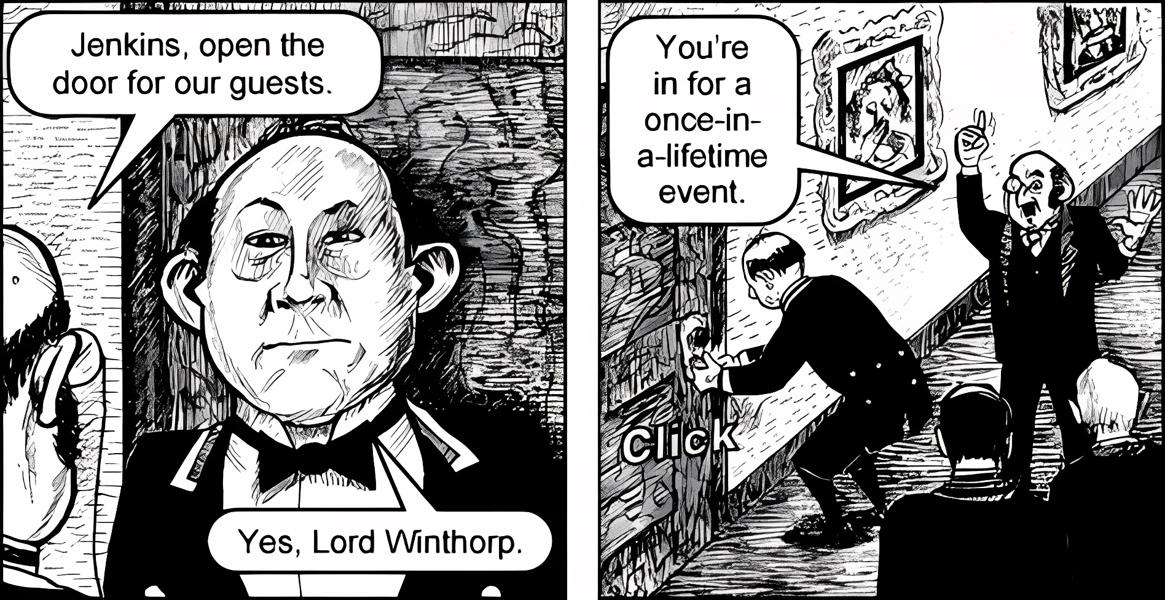 Jenkins, open the
door for our guests.
Yes, Lord Winthorp.
You're
in for a
once-in-
a-lifetime
event.
Click